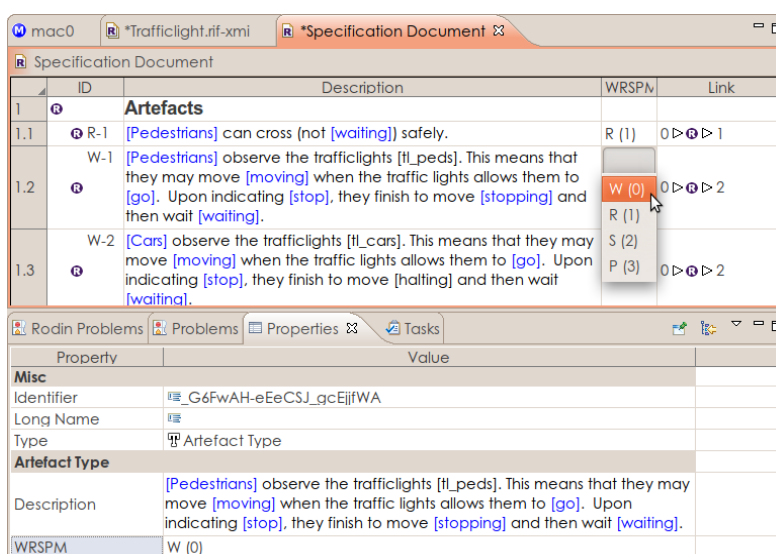 mac0 *Trafficlight.rif-xmi *Specification Document
Specification Document
ID Description WRSPM Link
1 Artefacts
1.1 R-1 [Pedestrians] can cross (not [waiting]) safely. R (1) 0 1
W-1 [Pedestrians] observe the trafficlights [tl_peds]. This means that
they may move [moving] when the traffic lights allows them to
1.2 [go]. Upon indicating [stop], they finish to move [stopping] and W (0) 0 2
then wait [waiting]. R (1)
W-2 [Cars] observe the trafficlights [tl_cars]. This means that they may S (2)
1.3 move [moving] when the traffic lights allows them to [go]. Upon P (3) 0 2
indicating [stop], they finish to move [halting] and then wait
[waiting].
Rodin Problems Problems Properties Tasks
Property Value
Misc
Identifier _G6FwAH-eEeCSJ_gcEjjfWA
Long Name
Type Artefact Type
Artefact Type
[Pedestrians] observe the trafficlights [tl_peds]. This means that they may
Description move [moving] when the traffic lights allows them to [go]. Upon
indicating [stop], they finish to move [stopping] and then wait [waiting].
WRSPM W (0)